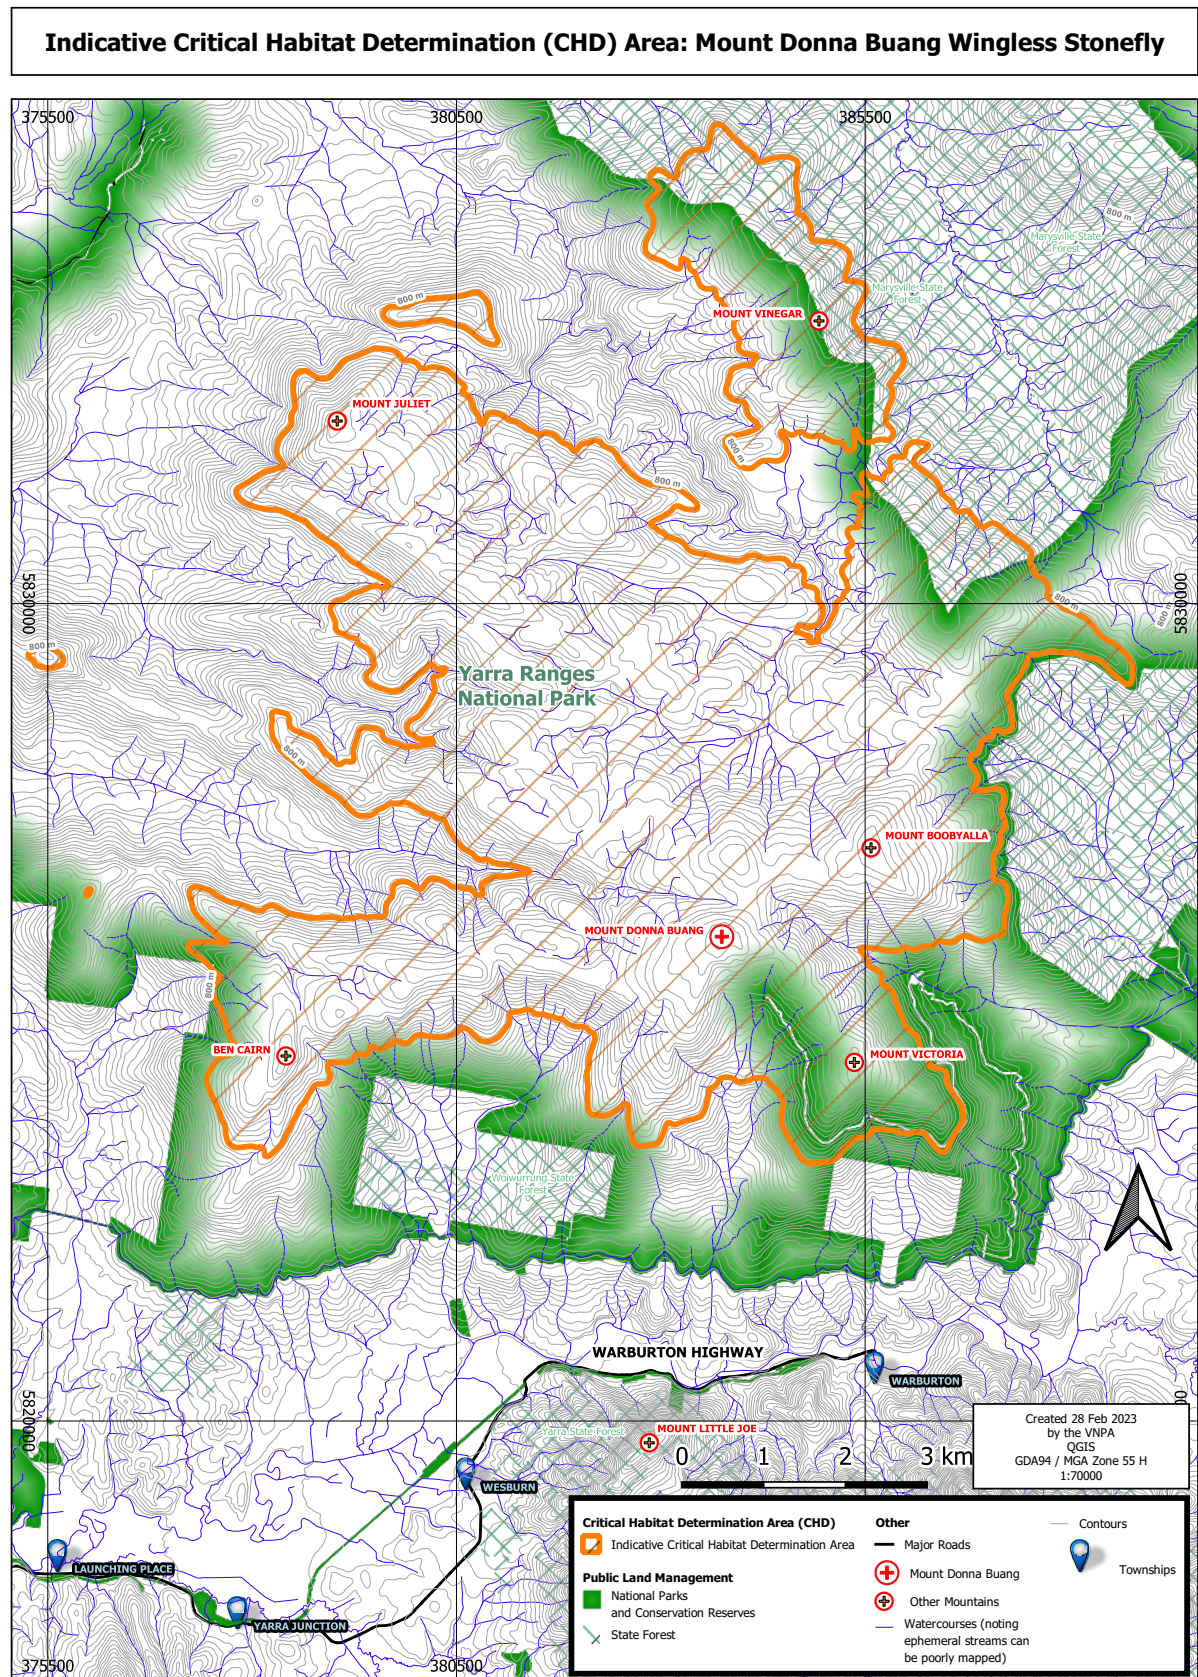 Indicative Critical Habitat Determination (CHD) Area: Mount Donna Buang Wingless Stonefly
375500
380500
385500
800 m
Marysville State
Forest
Marysville State
Forest
800 m
MOUNT VINEGAR
MOUNT JULIET
800 m
800 m
5830000
800 m
800 m
5830000
800 m
Yarra Ranges
National Park
800 m
MOUNT BOOBYALLA
MOUNT DONNA BUANG
800 m
BEN CAIRN
MOUNT VICTORIA
Woiwurrung State
Forest
WARBURTON HIGHWAY
WARBURTON
5820000
Yarra State Forest
MOUNT LITTLE JOE
0 1 2 3 km
WESBURN
Created 28 Feb 2023
by the VNPA
QGIS
GDA94 / MGA Zone 55 H
1:70000
LAUNCHING PLACE
YARRA JUNCTION
375500
380500
Critical Habitat Determination Area (CHD)
Indicative Critical Habitat Determination Area
Public Land Management
National Parks
and Conservation Reserves
State Forest
Other
Major Roads
Mount Donna Buang
Other Mountains
Watercourses (noting
ephemeral streams can
be poorly mapped)
Contours
Townships